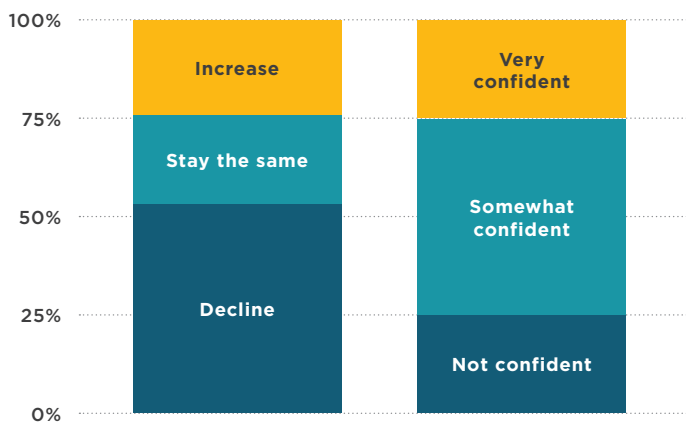 100%
Increase
Very
confident
75%
Stay the same
Somewhat
confident
50%
Decline
25%
Not confident
0%